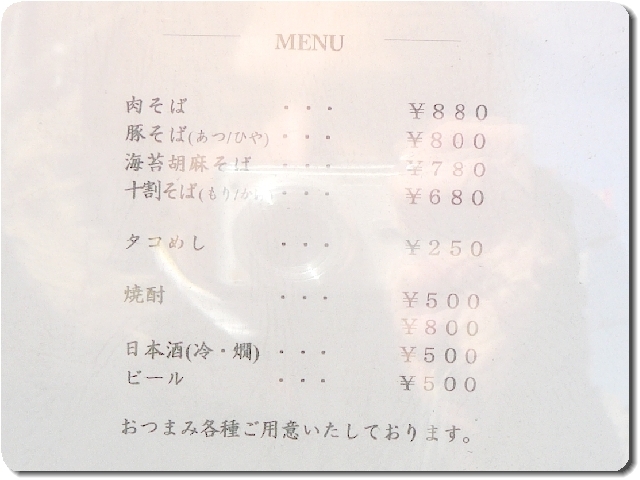 MENU
肉そば ・・・ ￥８８０
豚そば(あつ/ひや) ・・・ ￥８００
海苔胡麻そば ・・・ ￥７８０
十割そば(もり/か ・・・ ￥６８０
タコめし ・・・ ￥２５０
焼酎 ・・・ ￥５００
￥８００
日本酒(冷・燗) ・・・ ￥５００
ビール ・・・ ￥５００
おつまみ各種ご用意いたしております。